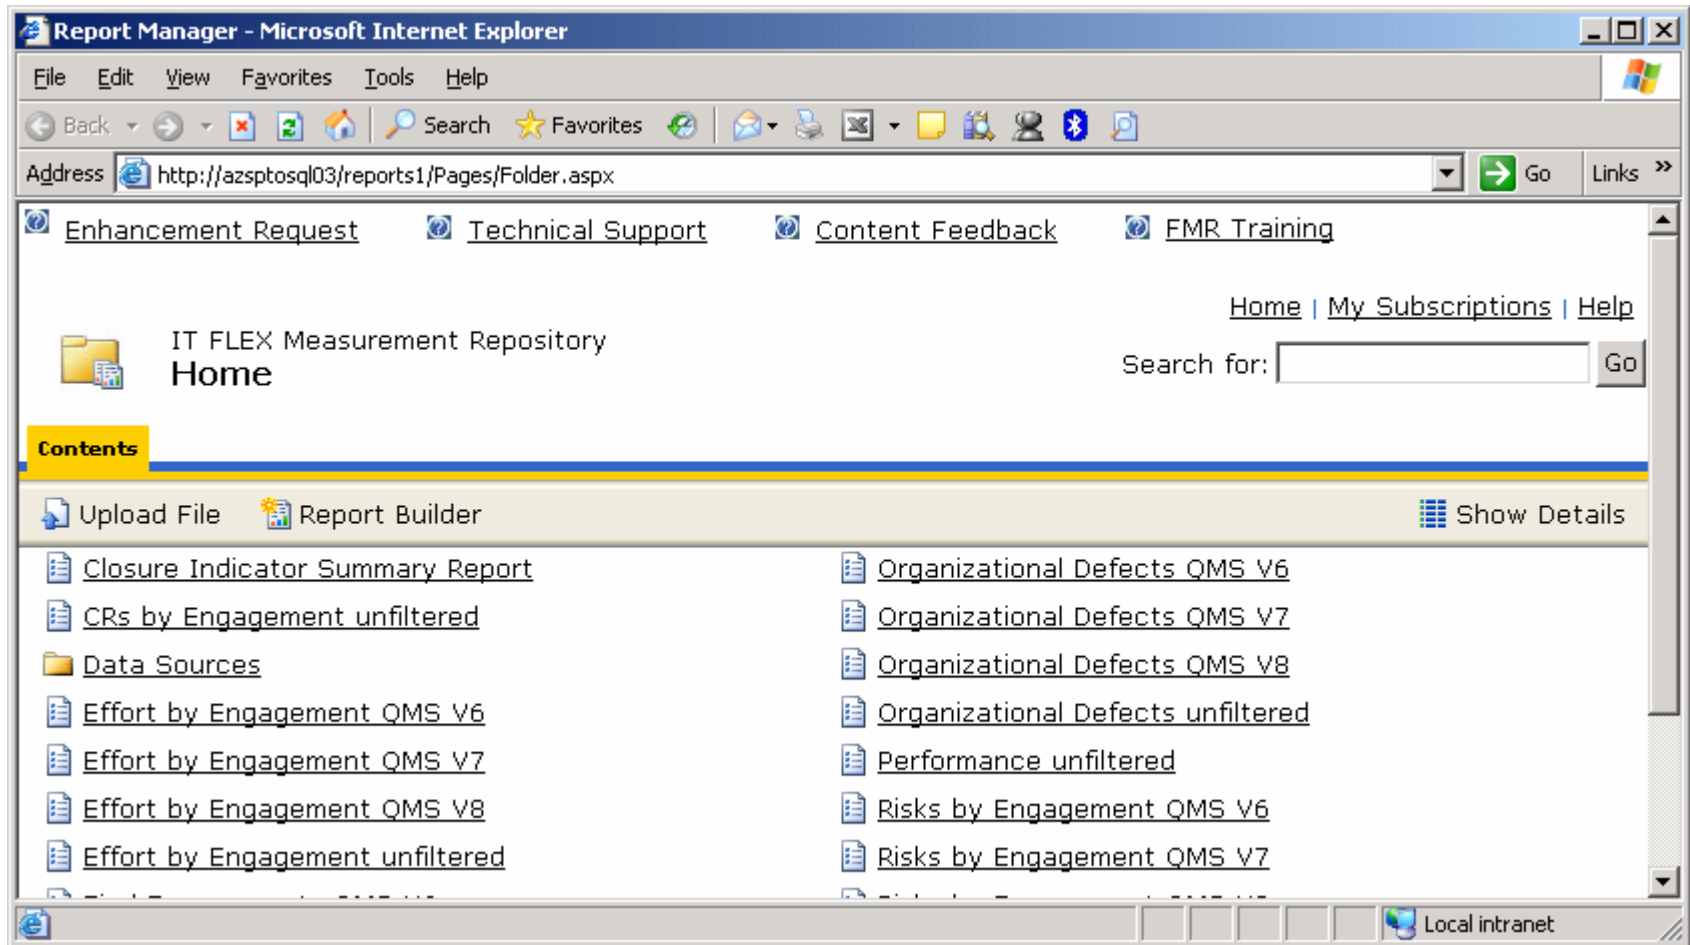 Report Manager - Microsoft Internet Explorer
File Edit View Favorites Tools Help
Back Search Favorites
Address http://azsptosql03/reports1/Pages/Folder.aspx Go Links »
Enhancement Request Technical Support Content Feedback FMR Training
Home | My Subscriptions | Help
IT FLEX Measurement Repository
Home
Search for: Go
Contents
Upload File Report Builder Show Details
Closure Indicator Summary Report Organizational Defects QMS V6
CRs by Engagement unfiltered Organizational Defects QMS V7
Data Sources Organizational Defects QMS V8
Effort by Engagement QMS V6 Organizational Defects unfiltered
Effort by Engagement QMS V7 Performance unfiltered
Effort by Engagement QMS V8 Risks by Engagement QMS V6
Effort by Engagement unfiltered Risks by Engagement QMS V7
Local intranet